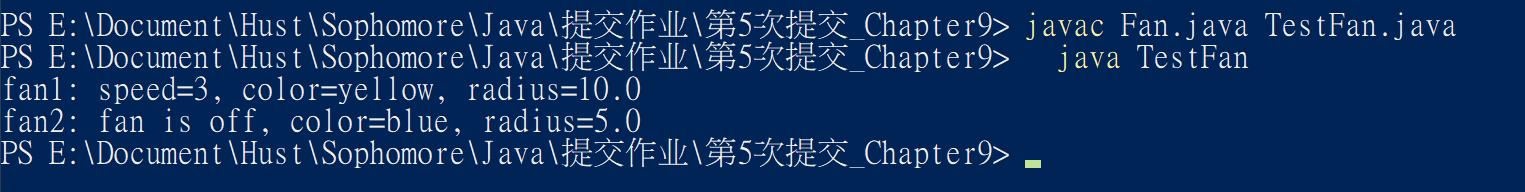 PS E:\Document\Hust\Sophomore\Java\提交作业\第5次提交_Chapter9> javac Fan.java TestFan.java
PS E:\Document\Hust\Sophomore\Java\提交作业\第5次提交_Chapter9>   java TestFan
fan1: speed=3, color=yellow, radius=10.0
fan2: fan is off, color=blue, radius=5.0
PS E:\Document\Hust\Sophomore\Java\提交作业\第5次提交_Chapter9>